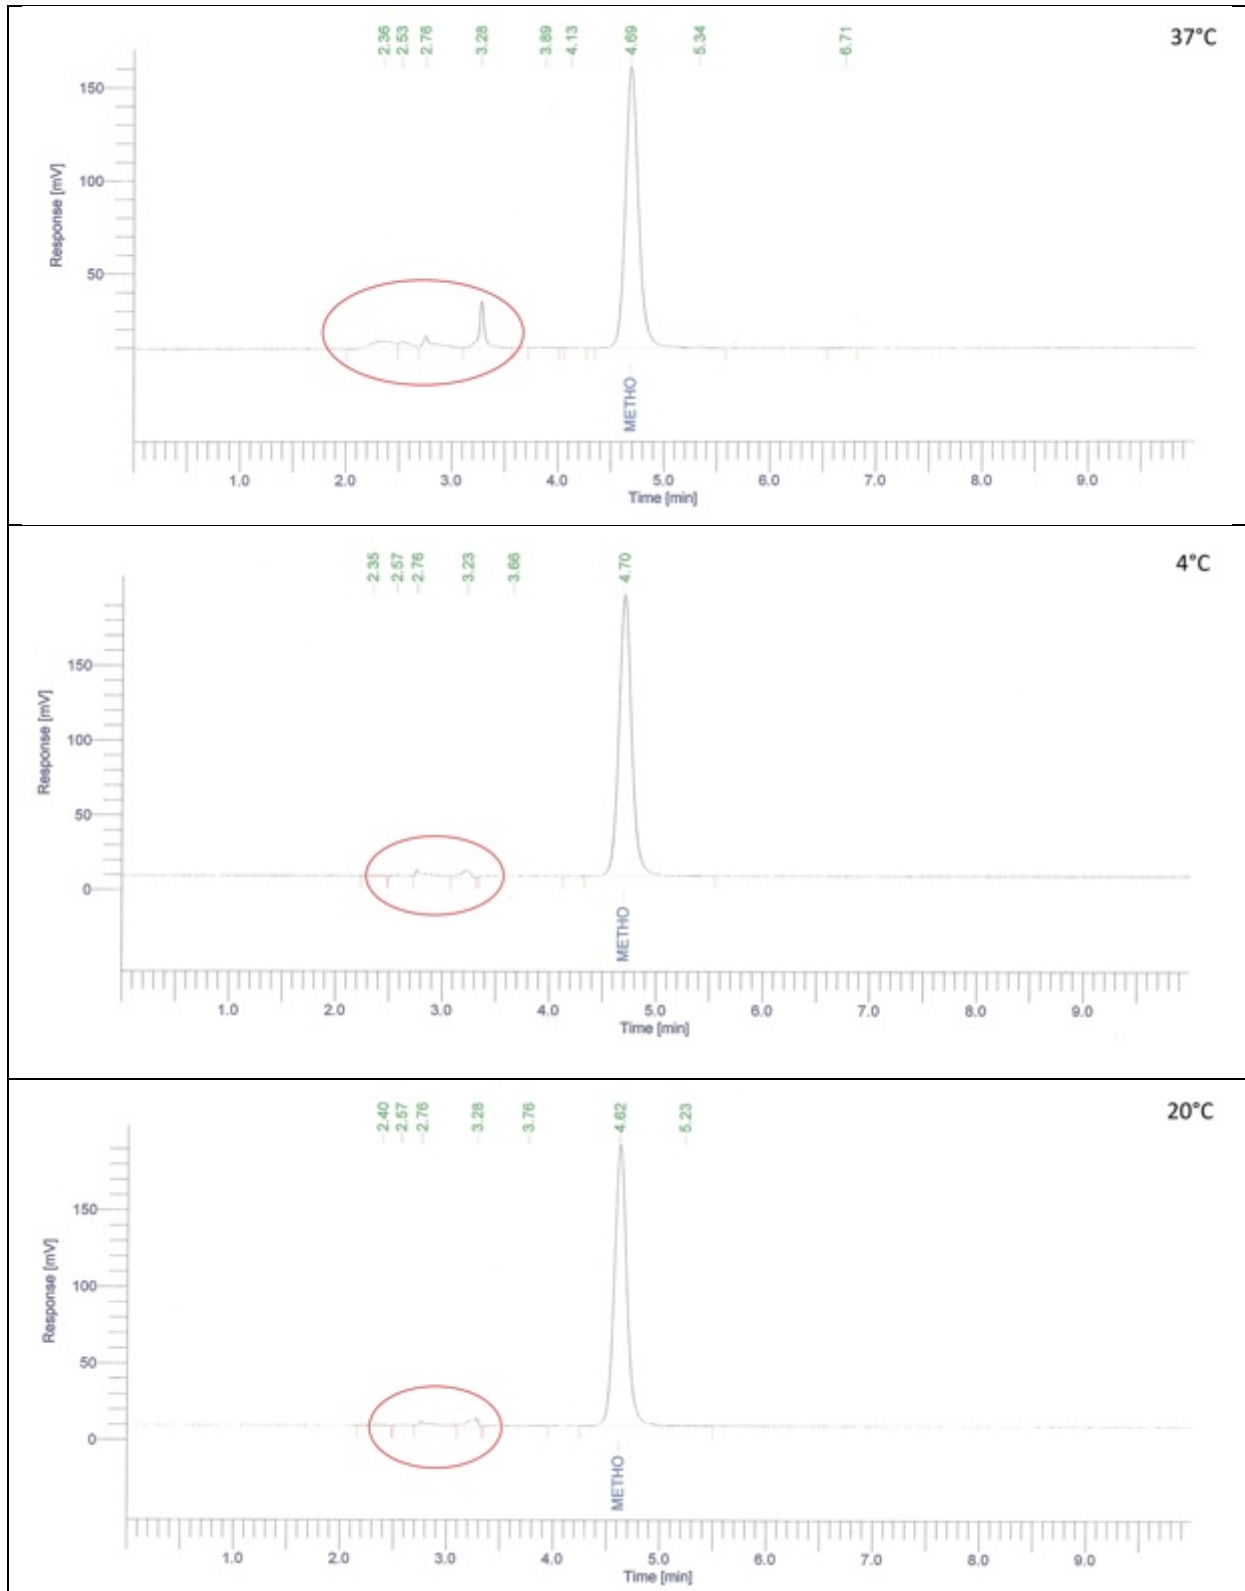 2.36 2.53 2.76 3.28 3.89 4.13 4.69 5.34 6.71
37°C
150
100
50
Response [mV]
METHO
1.0 2.0 3.0 4.0 5.0 6.0 7.0 8.0 9.0
Time [min]
2.35 2.57 2.76 3.23 3.66 4.70
4°C
150
100
50
0
Response [mV]
METHO
1.0 2.0 3.0 4.0 5.0 6.0 7.0 8.0 9.0
Time [min]
2.40 2.57 2.76 3.28 3.76 4.62 5.23
20°C
150
100
50
0
Response [mV]
METHO
1.0 2.0 3.0 4.0 5.0 6.0 7.0 8.0 9.0
Time [min]